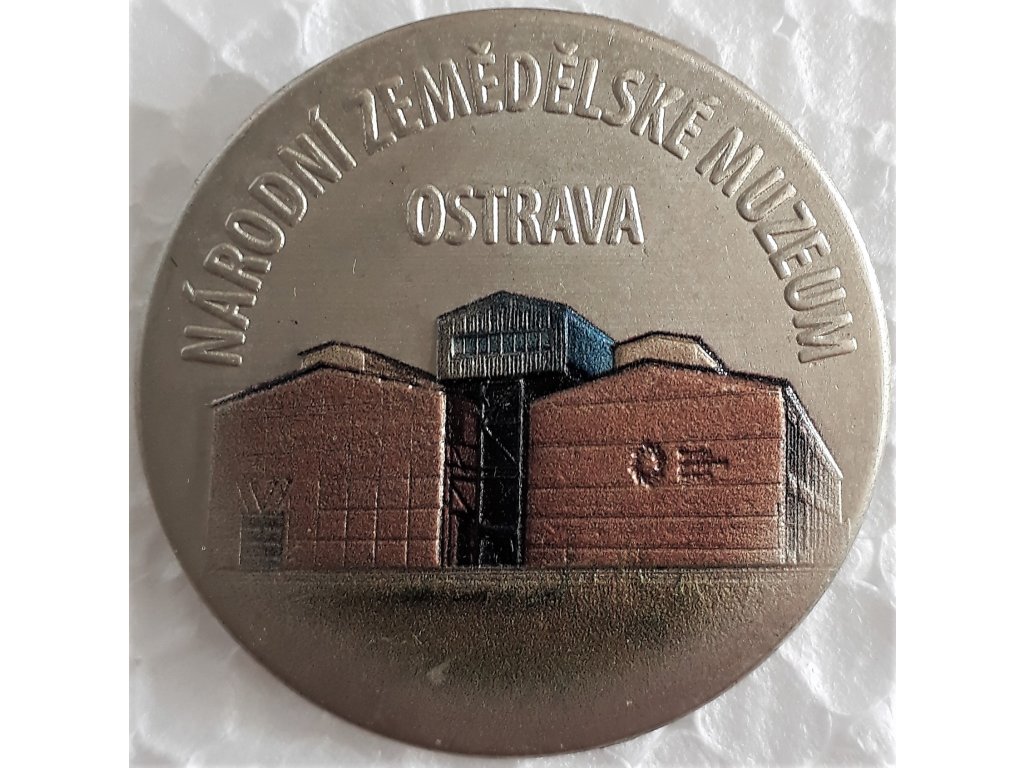 NÁRODNÍ ZEMĚDĚLSKÉ MUZEUM
OSTRAVA